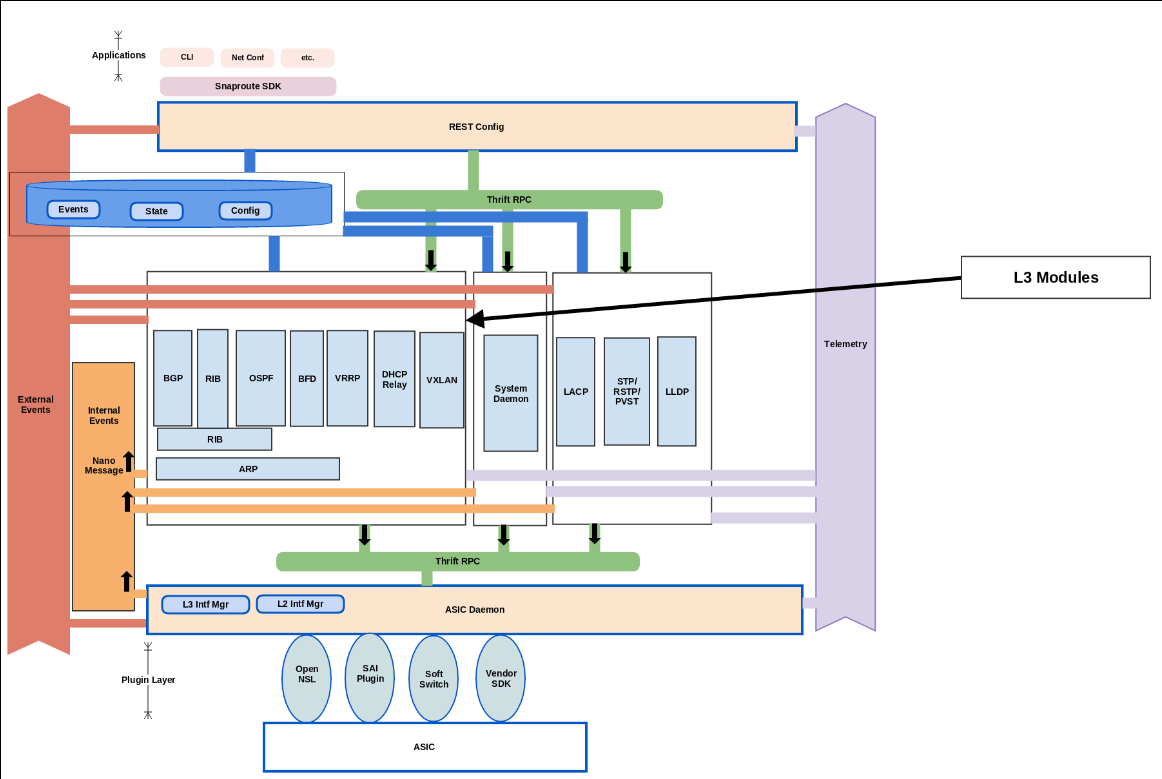 Applications
CLI
Net Conf
etc.
Snaproute SDK
REST Config
Thrift RPC
Events
State
Config
L3 Modules
External
Events
Internal
Events
Nano
Message
BGP
RIB
OSPF
BFD
VRRP
DHCP
Relay
VXLAN
RIB
ARP
System
Daemon
LACP
STP/
RSTP/
PVST
LLDP
Telemetry
Thrift RPC
L3 Intf Mgr
L2 Intf Mgr
ASIC Daemon
Plugin Layer
Open
NSL
SAI
Plugin
Soft
Switch
Vendor
SDK
ASIC